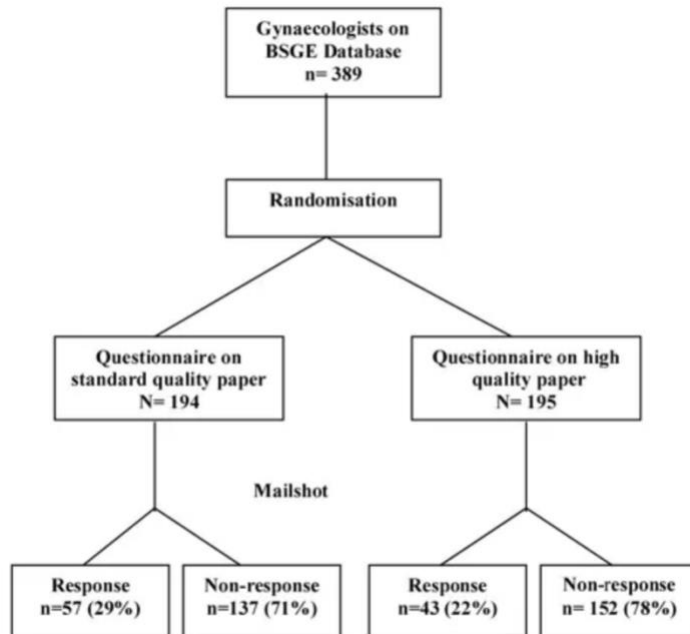 Gynaecologists on
BSGE Database
n= 389
Randomisation
Questionnaire on
standard quality paper
N= 194
Questionnaire on high
quality paper
N= 195
Mailshot
Response
n=57 (29%)
Non-response
n=137 (71%)
Response
n=43 (22%)
Non-response
n= 152 (78%)